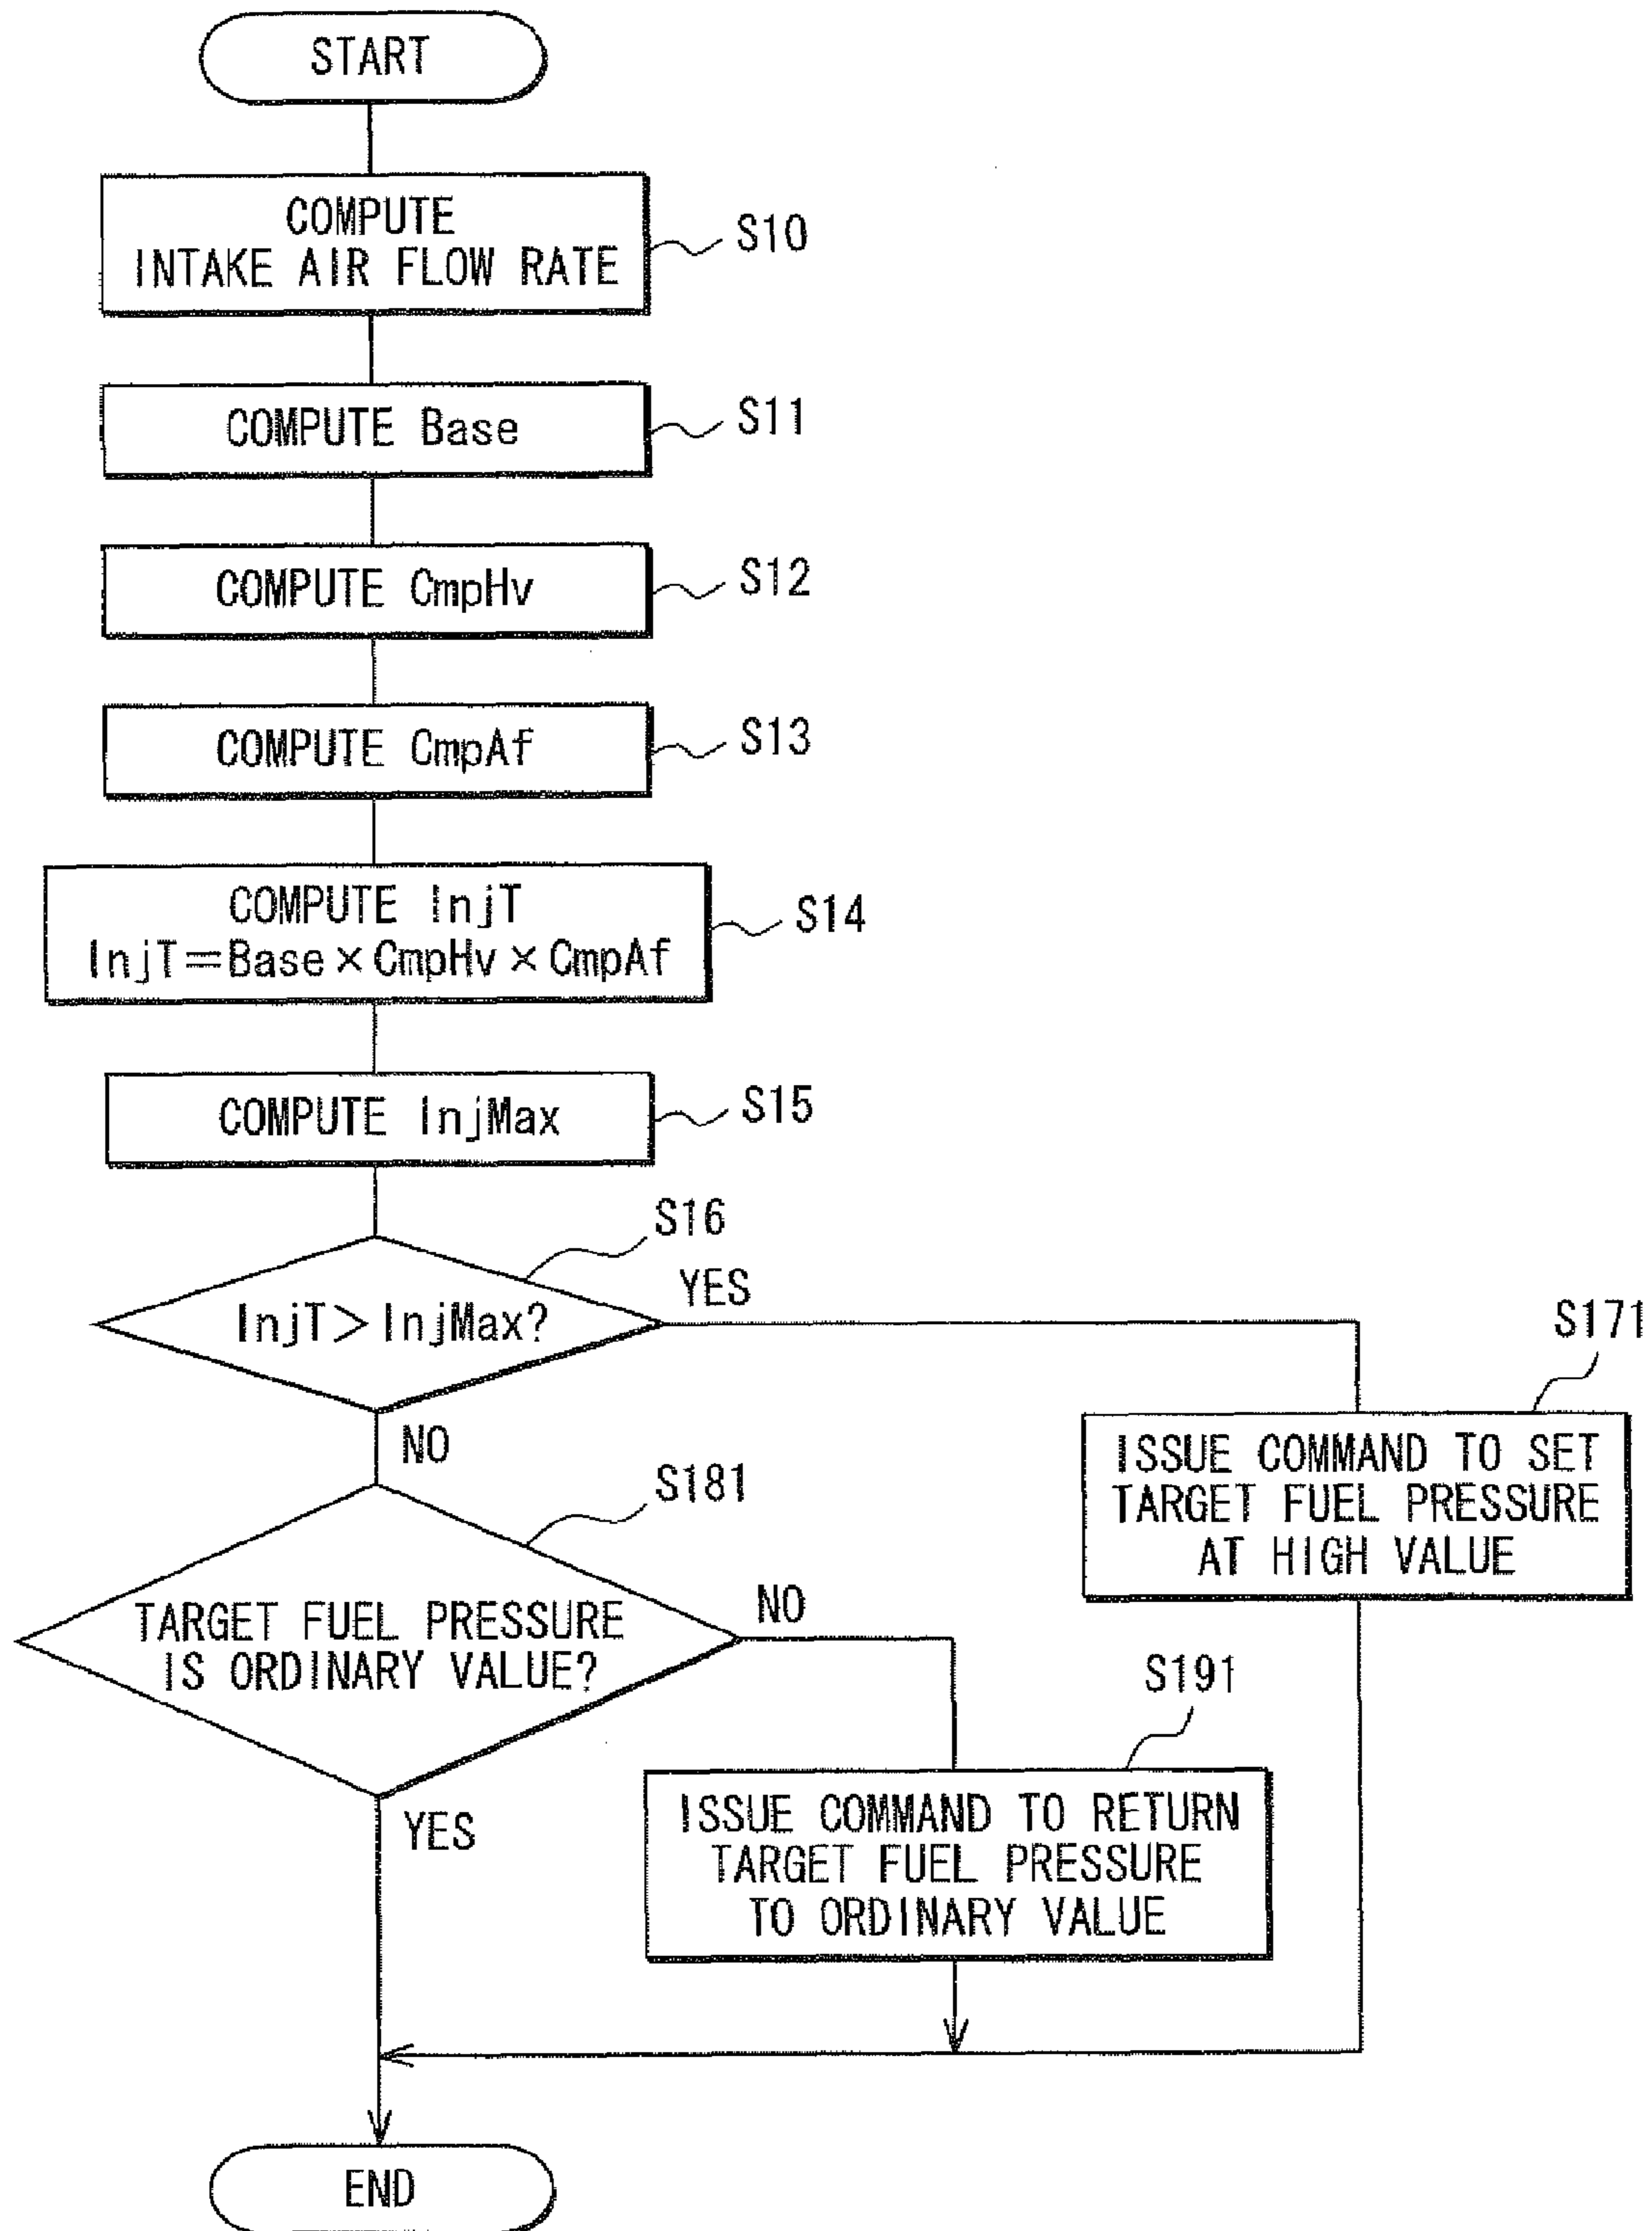 START
COMPUTE
INTAKE AIR FLOW RATE
S10
COMPUTE Base
S11
COMPUTE CmpHv
S12
COMPUTE CmpAf
S13
COMPUTE InjT
InjT=Base×CmpHv×CmpAf
S14
COMPUTE InjMax
S15
S16
InjT>InjMax?
YES
NO
S171
ISSUE COMMAND TO SET
TARGET FUEL PRESSURE
AT HIGH VALUE
S181
TARGET FUEL PRESSURE
IS ORDINARY VALUE?
NO
YES
S191
ISSUE COMMAND TO RETURN
TARGET FUEL PRESSURE
TO ORDINARY VALUE
END